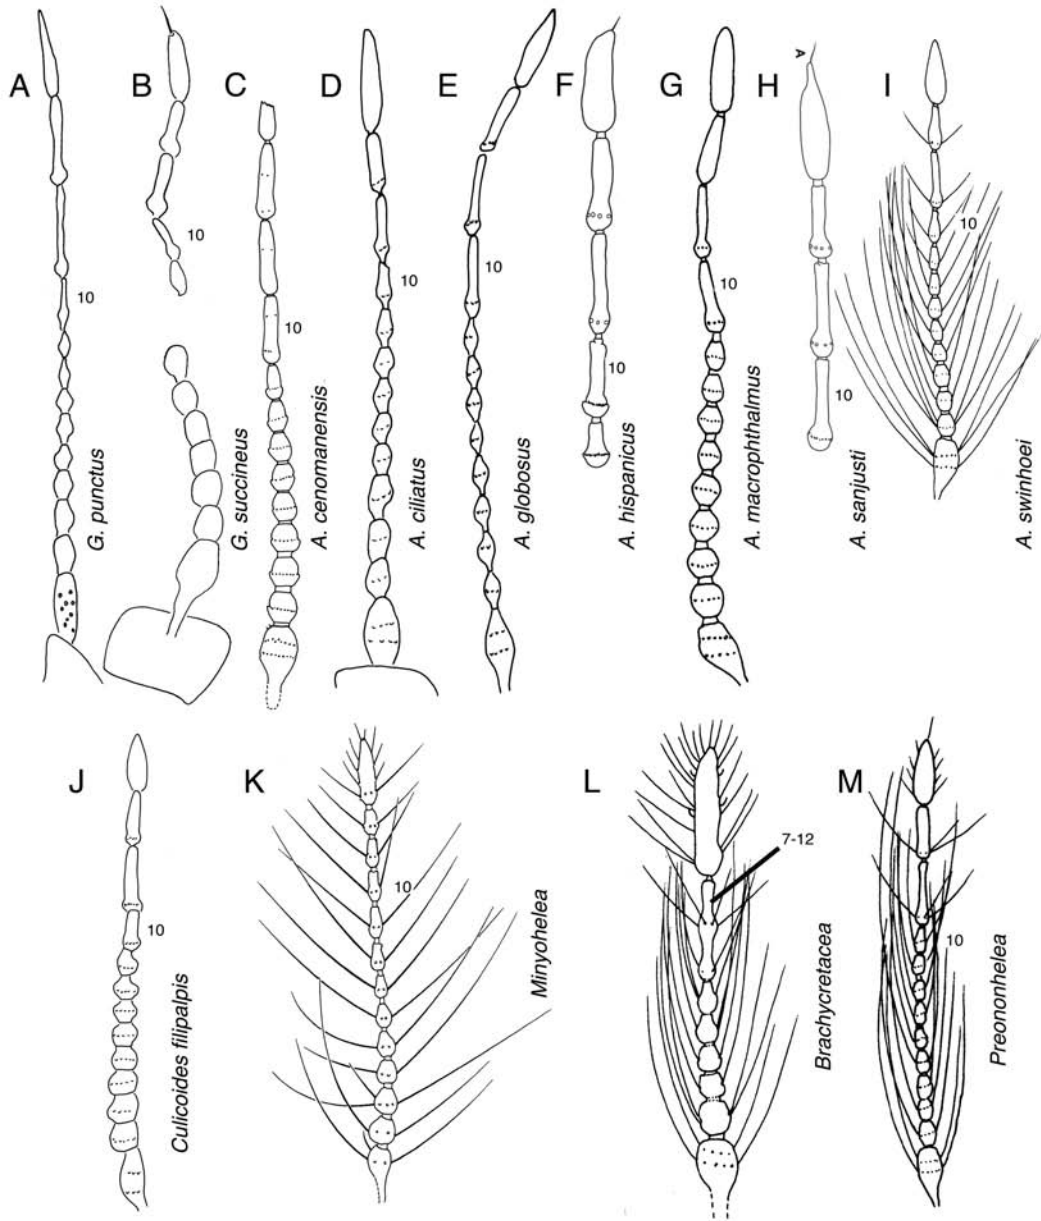 A
B
C
D
E
F
G
H
A
I
10
10
10
10
10
10
10
10
10
G. punctus
G. succineus
A. cenomanensis
A. ciliatus
A. globosus
A. hispanicus
A. macrophthalmus
A. sanjusti
A. swinhoei
J
K
L
M
7-12
10
10
10
Culicoides filipalpis
Minyohelea
Brachycretacea
Preononhelea